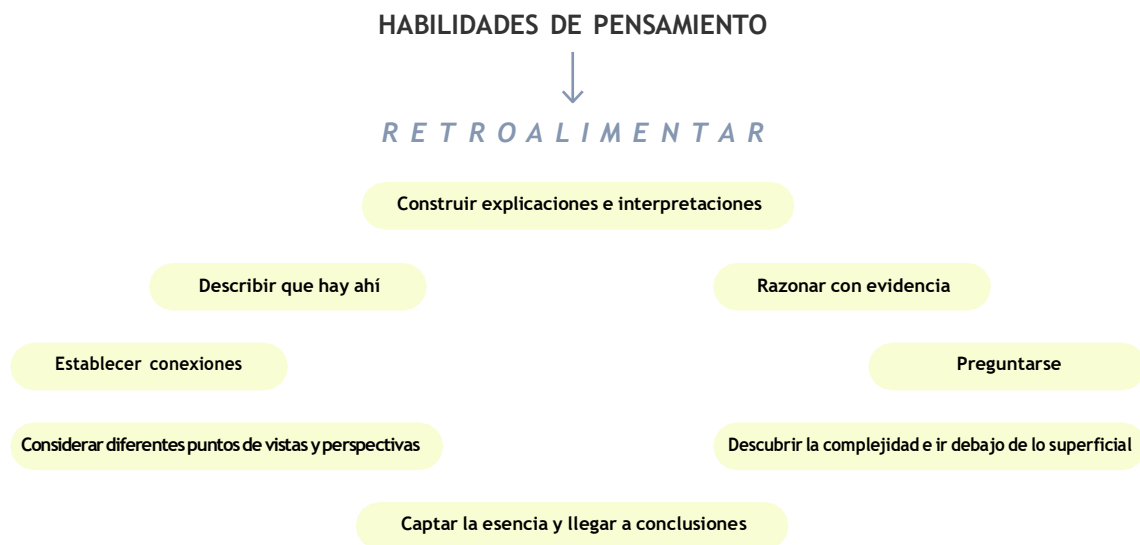 HABILIDADES DE PENSAMIENTO
RETROALIMENTAR
Construir explicaciones e interpretaciones
Describir que hay ahí
Razonar con evidencia
Establecer conexiones
Preguntarse
Considerar diferentes puntos de vistas y perspectivas
Descubrir la complejidad e ir debajo de lo superficial
Captar la esencia y llegar a conclusiones